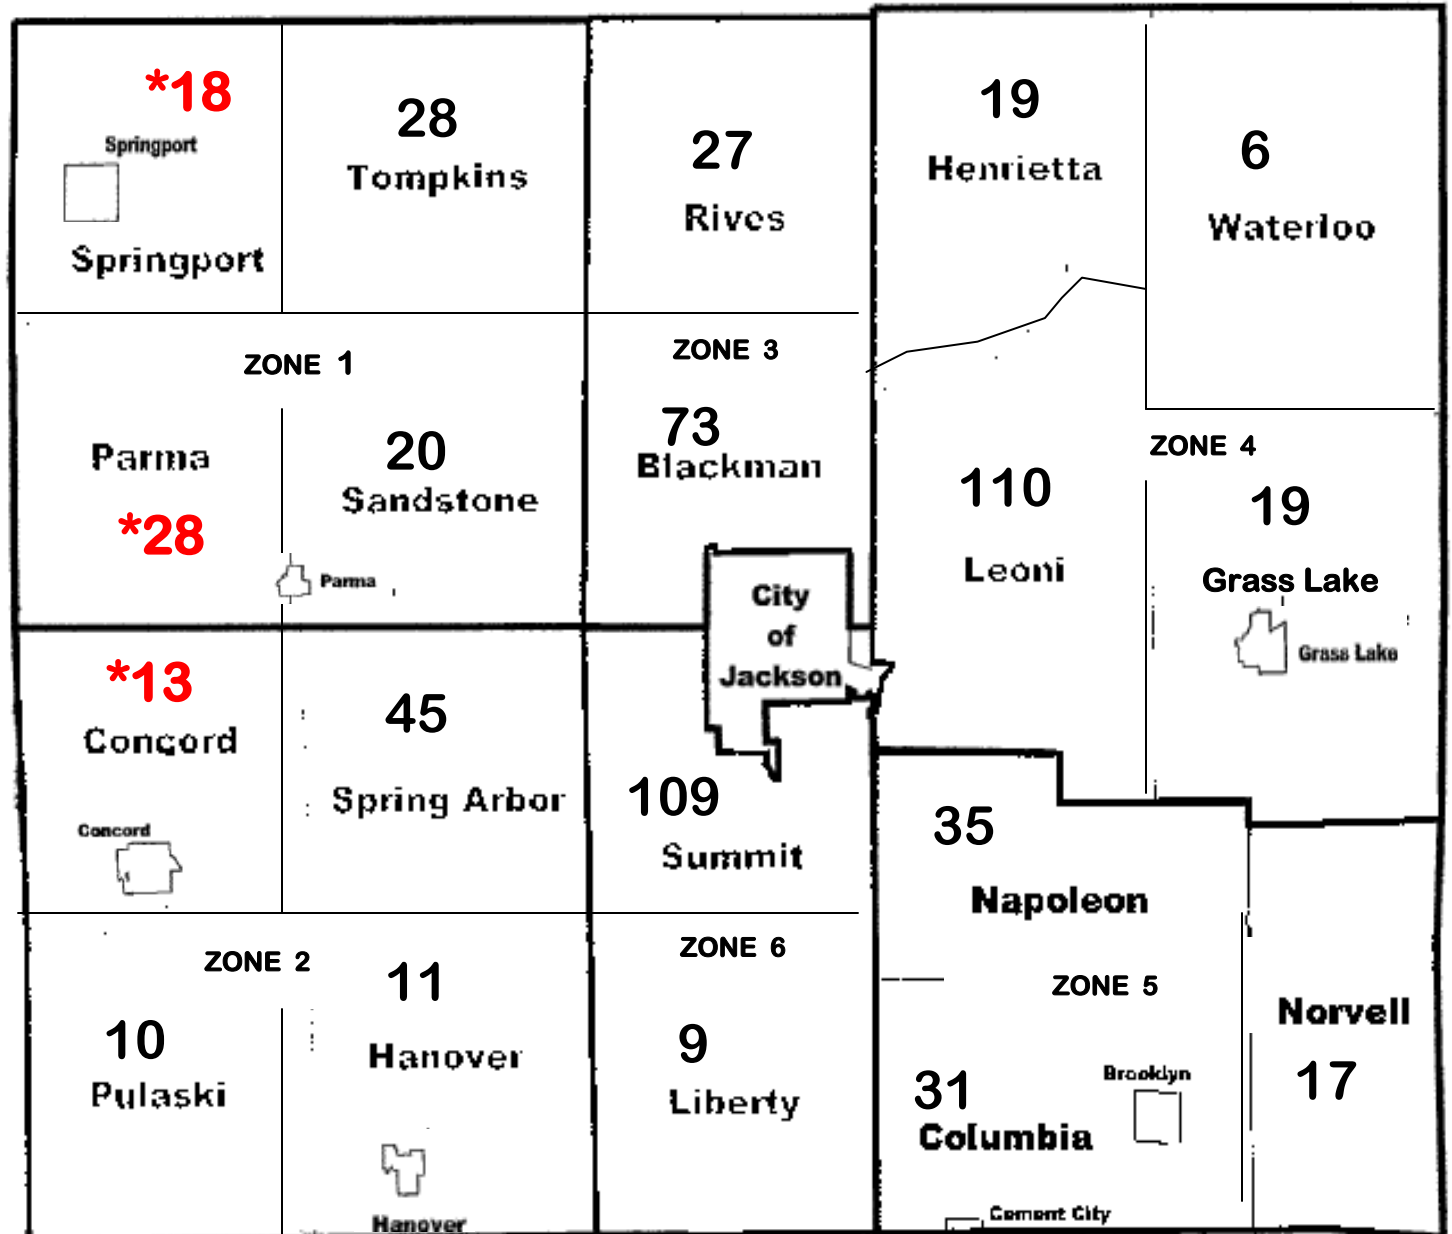 *18
Springport
Springport
28
Tompkins
27
Rives
19
Henrietta
6
Waterloo
ZONE 1
Parma
*28
20
Sandstone
Parma
ZONE 3
73
Blackman
City
of
Jackson
ZONE 4
110
Leoni
19
Grass Lake
Grass Lake
*13
Concord
Concord
45
Spring Arbor
109
Summit
35
Napoleon
ZONE 2
10
Pulaski
11
Hanover
Hanover
ZONE 6
9
Liberty
ZONE 5
31
Columbia
Brooklyn
Cement City
Norvell
17